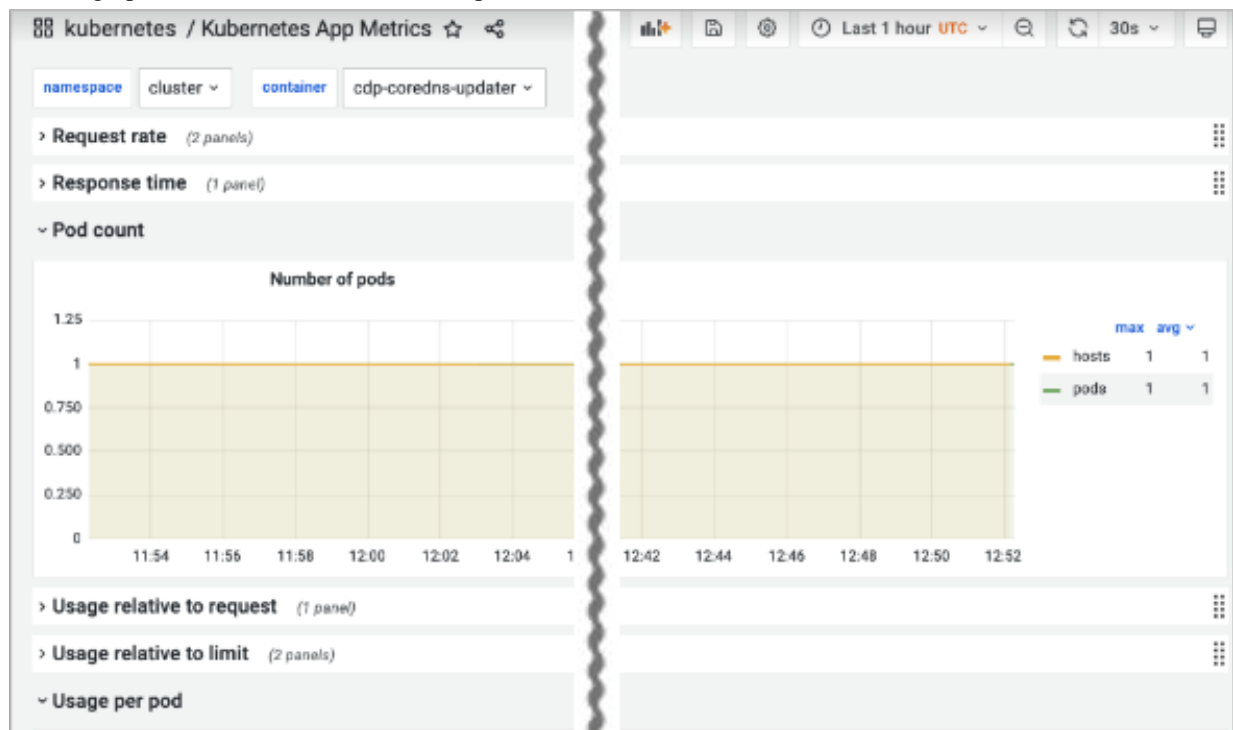 kubernetes / Kubernetes App Metrics
Last 1 hour UTC
30s
namespace cluster container cdp-coredns-updater
Request rate (2 panels)
Response time (1 panel)
Pod count
Number of pods
1.25
1
0.750
0.500
0.250
0
11:54 11:56 11:58 12:00 12:02 12:04 12:42 12:44 12:46 12:48 12:50 12:52
max avg
hosts 1 1
pods 1 1
Usage relative to request (1 panel)
Usage relative to limit (2 panels)
Usage per pod